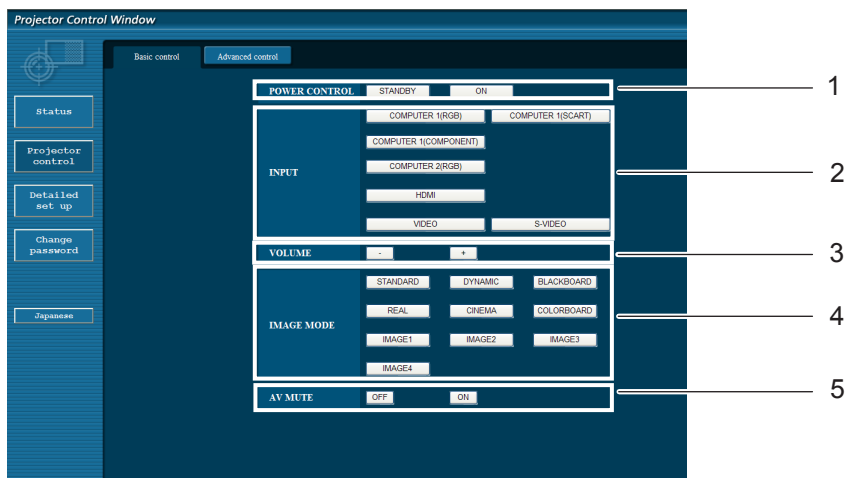 Projector Control Window
Basic control
Advanced control
Status
Projector
control
Detailed
set up
Change
password
Japanese
POWER CONTROL STANDBY ON 1
INPUT
COMPUTER 1(RGB) COMPUTER 1(SCART)
COMPUTER 1(COMPONENT)
COMPUTER 2(RGB)
HDMI
VIDEO S-VIDEO
2
VOLUME - + 3
IMAGE MODE
STANDARD DYNAMIC BLACKBOARD
REAL CINEMA COLORBOARD
IMAGE1 IMAGE2 IMAGE3
IMAGE4
4
AV MUTE OFF ON 5